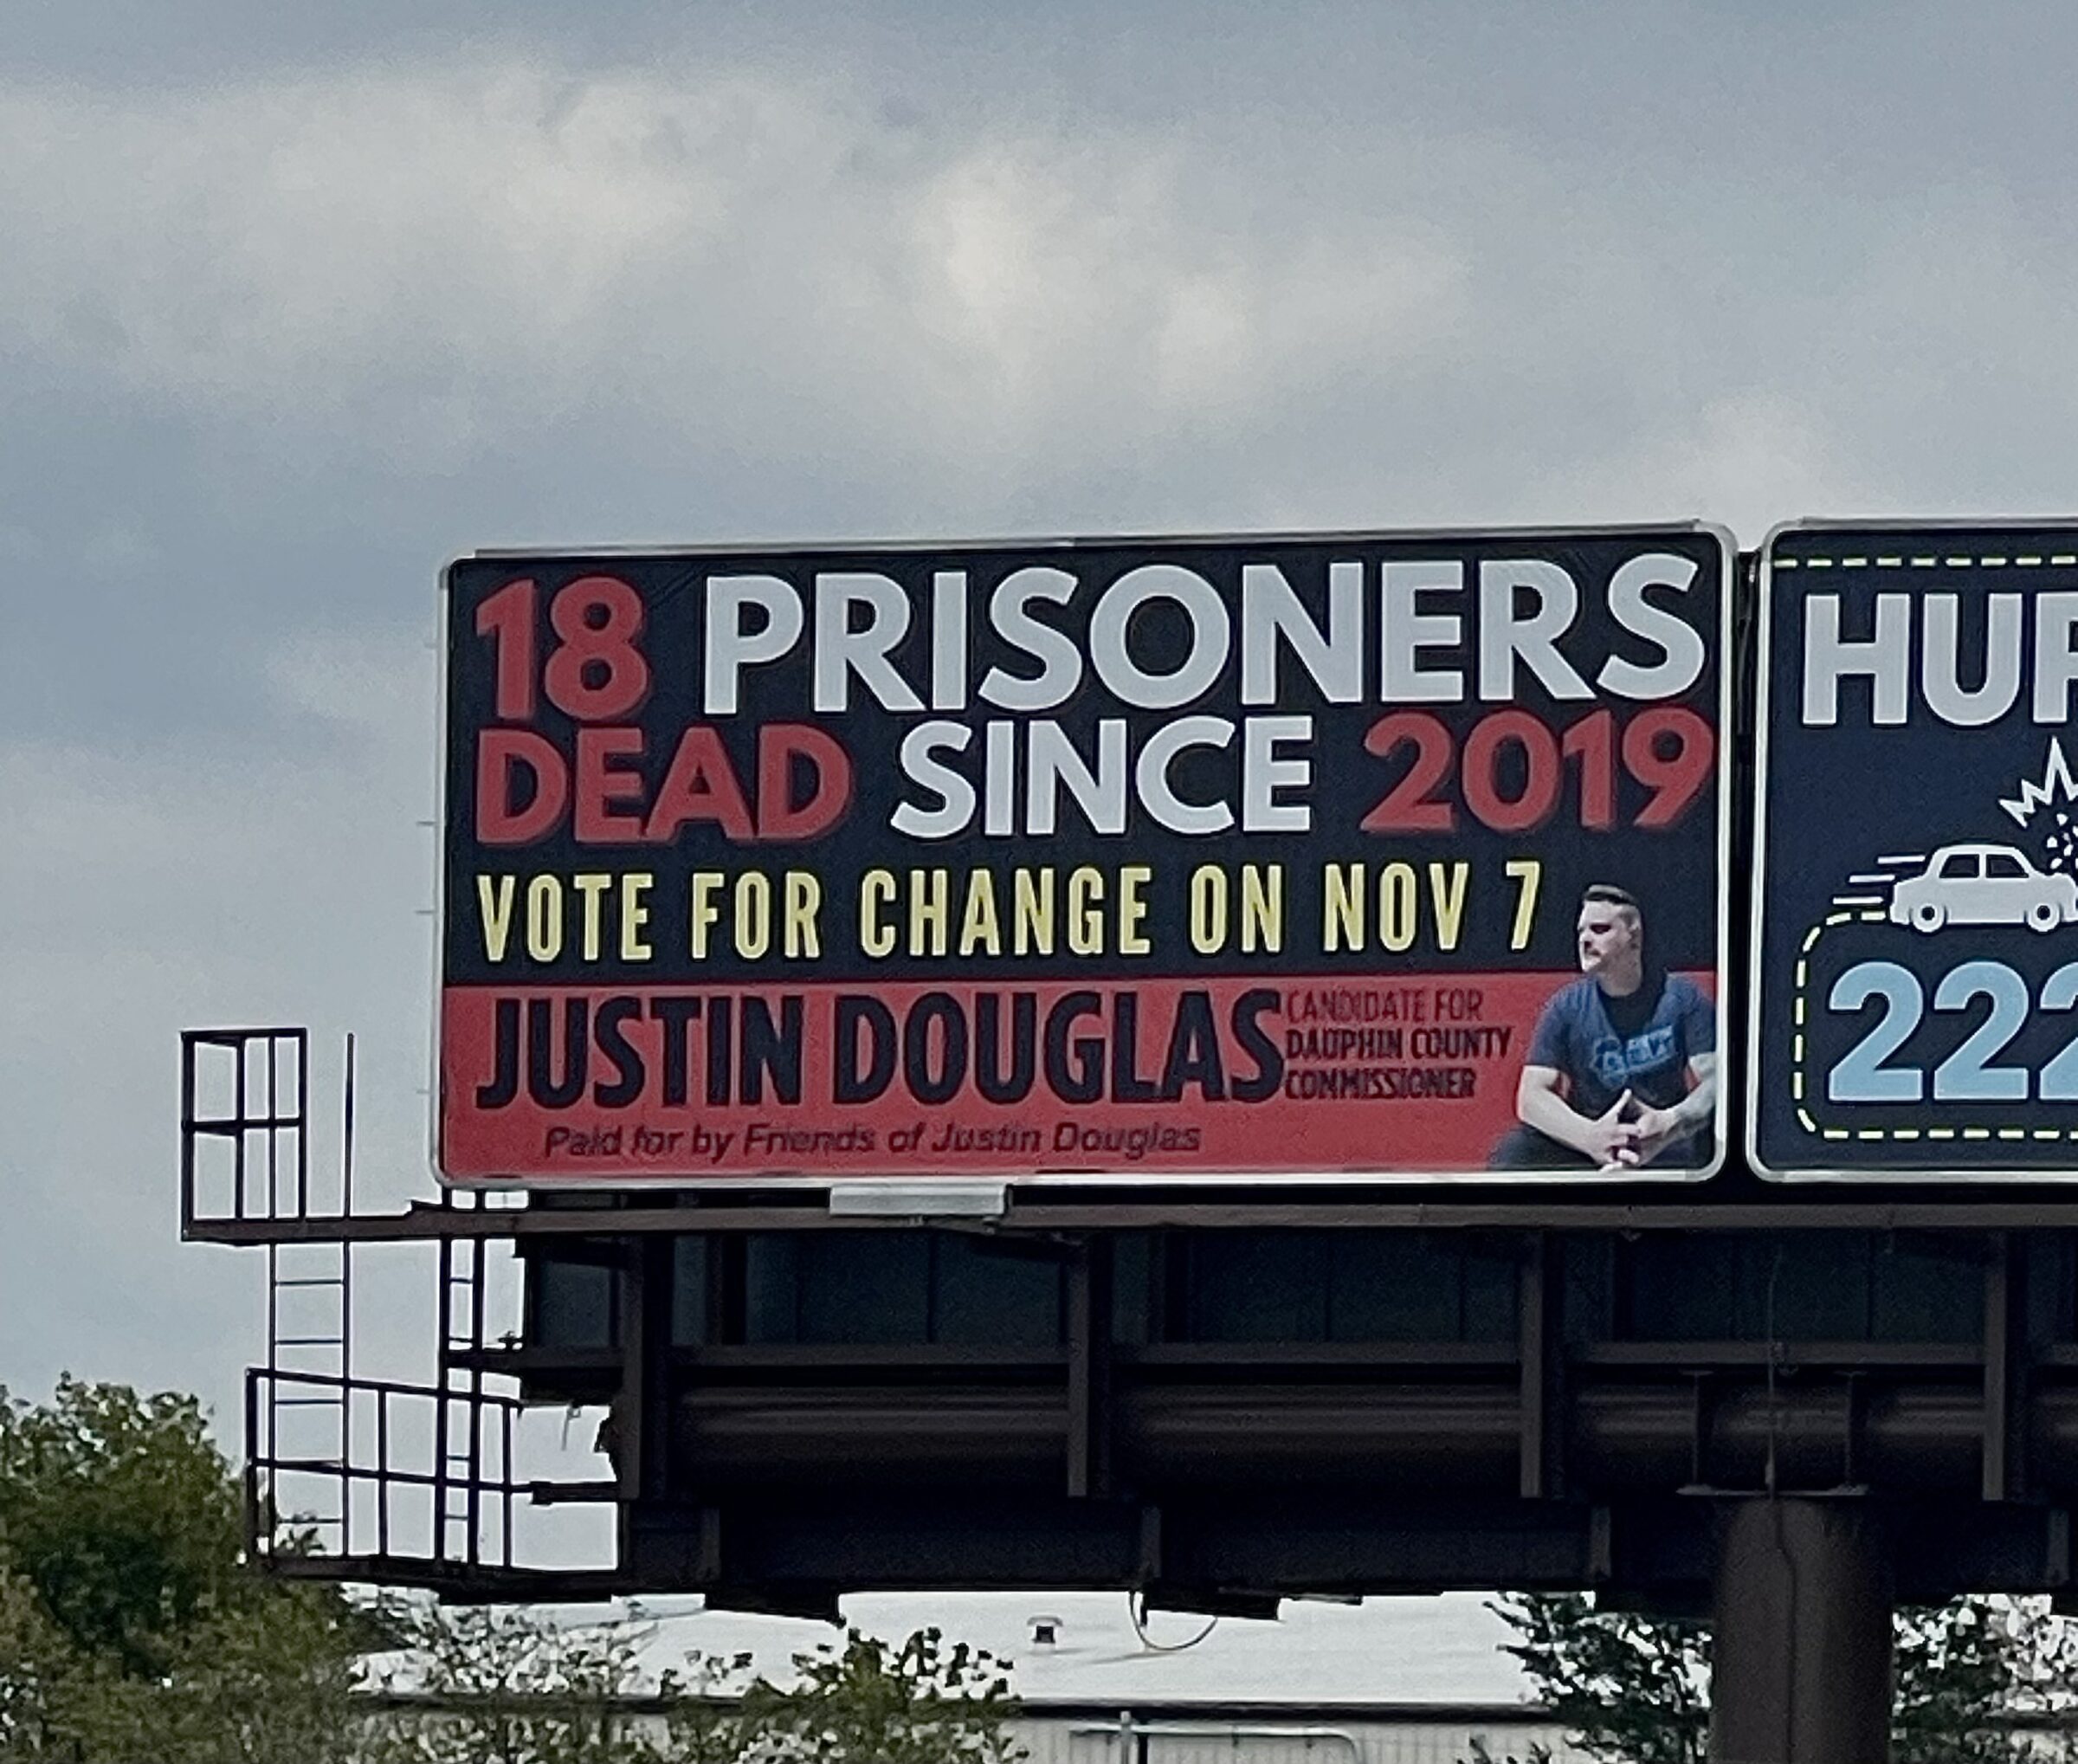 18 PRISONERS
DEAD SINCE 2019
VOTE FOR CHANGE ON NOV 7
JUSTIN DOUGLAS
CANDIDATE FOR
DAUPHIN COUNTY
COMMISSIONER
Paid for by Friends of Justin Douglas
HUR
222